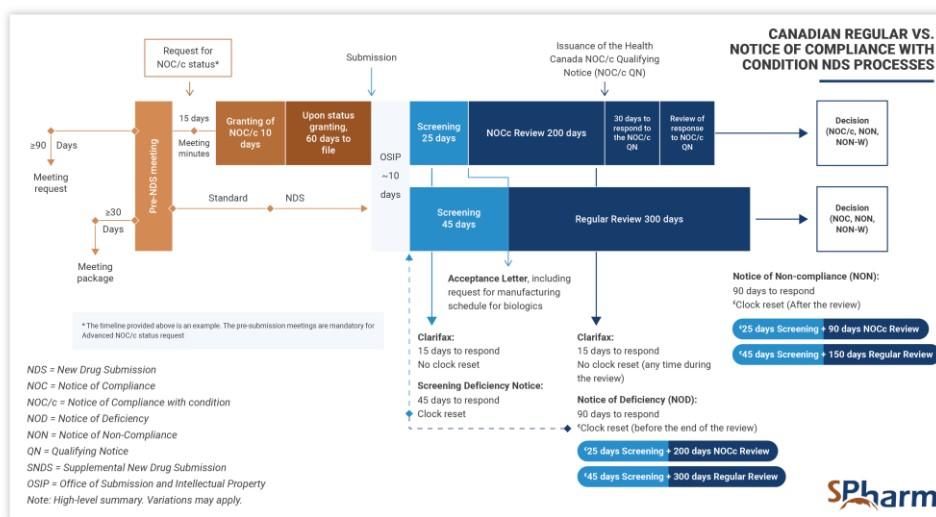 CANADIAN REGULAR VS.
NOTICE OF COMPLIANCE WITH
CONDITION NDS PROCESSES
Request for
NOC/c status*
Submission
Issuance of the Health
Canada NOC/c Qualifying
Notice (NOC/c QN)
≥90 Days
Meeting
request
≥30
Days
Meeting
package
Pre-NDS meeting
15 days
Meeting
minutes
Granting of
NOC/c 10
days
Upon status
granting,
60 days to
file
OSIP
~10
days
Screening
25 days
NOCc Review 200 days
30 days to
respond to
the NOC/c
QN
Review of
response to
NOC/c QN
Decision
(NOC/c, NON,
NON-W)
Standard NDS
Screening
45 days
Regular Review 300 days
Decision
(NOC, NON,
NON-W)
Acceptance Letter, including
request for manufacturing
schedule for biologics
* The timeline provided above is an example. The pre-submission meetings are mandatory for
Advanced NOC/c status request
Clarifax:
15 days to respond
No clock reset
Screening Deficiency Notice:
45 days to respond
Clock reset
Clarifax:
15 days to respond
No clock reset (any time during
the review)
Notice of Deficiency (NOD):
90 days to respond
ᶜClock reset (before the end of the review)
ᶜ25 days Screening + 200 days NOCc Review
ᶜ45 days Screening + 300 days Regular Review
Notice of Non-compliance (NON):
90 days to respond
ᶜClock reset (After the review)
ᶜ25 days Screening + 90 days NOCc Review
ᶜ45 days Screening + 150 days Regular Review
NDS = New Drug Submission
NOC = Notice of Compliance
NOC/c = Notice of Compliance with condition
NOD = Notice of Deficiency
NON = Notice of Non-Compliance
QN = Qualifying Notice
SNDS = Supplemental New Drug Submission
OSIP = Office of Submission and Intellectual Property
Note: High-level summary. Variations may apply.
SPharm